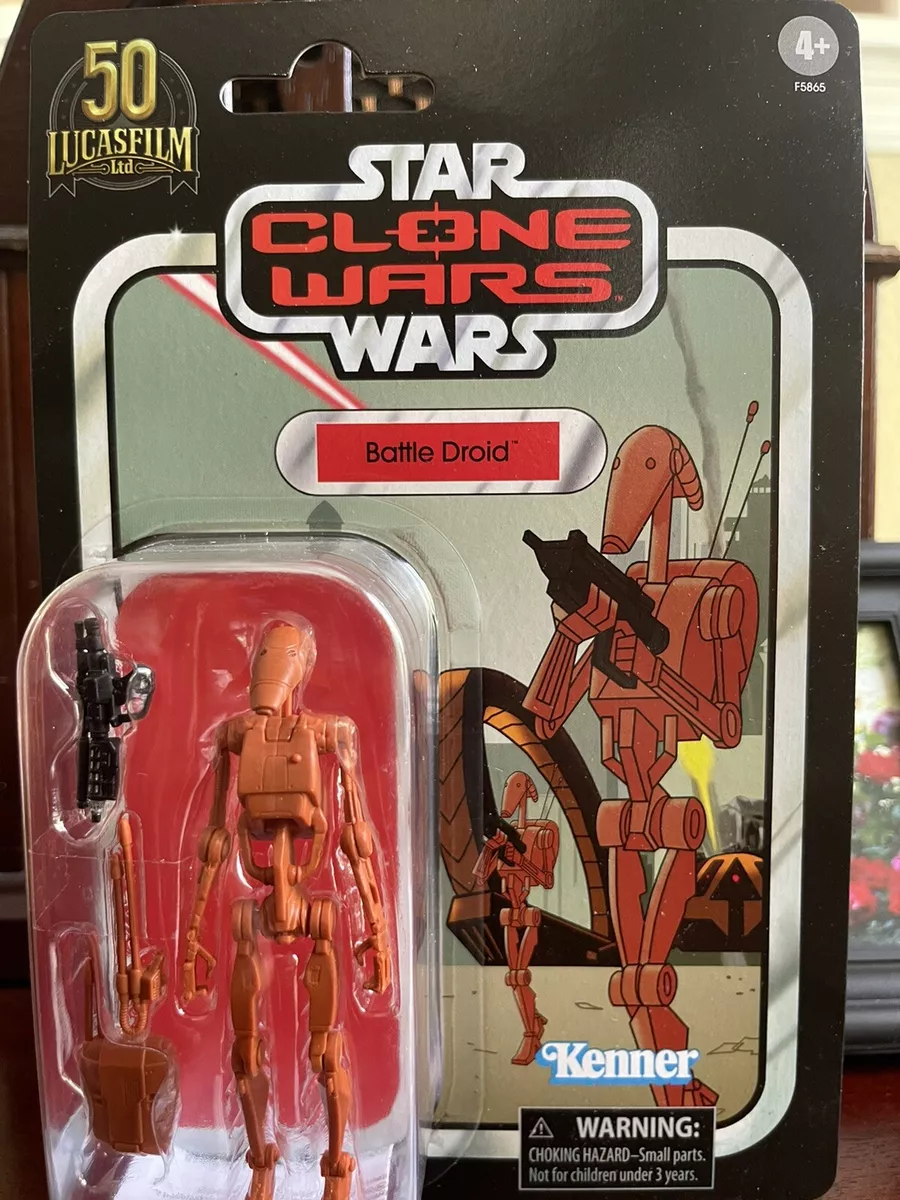 50
LUCASFILM
Ltd
4+
F5865
STAR
CLONE
WARS™
WARS
Battle Droid™
Kenner
WARNING:
CHOKING HAZARD–Small parts.
Not for children under 3 years.